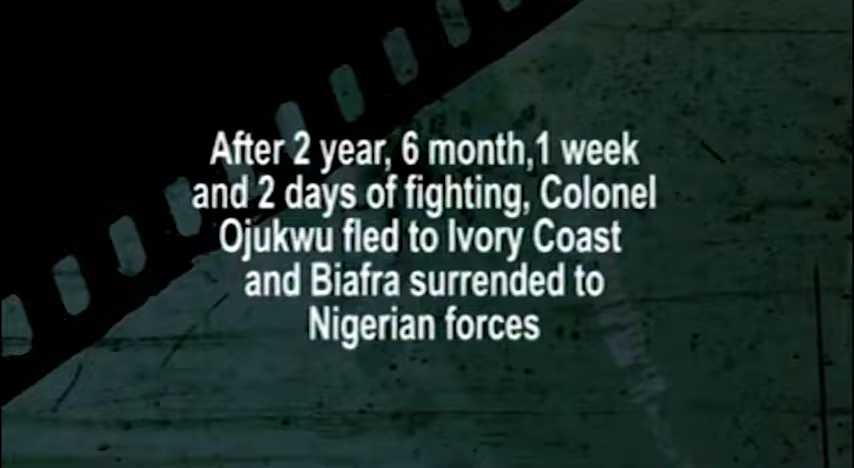 After 2 year, 6 month,1 week
and 2 days of fighting, Colonel
Ojukwu fled to Ivory Coast
and Biafra surrended to
Nigerian forces